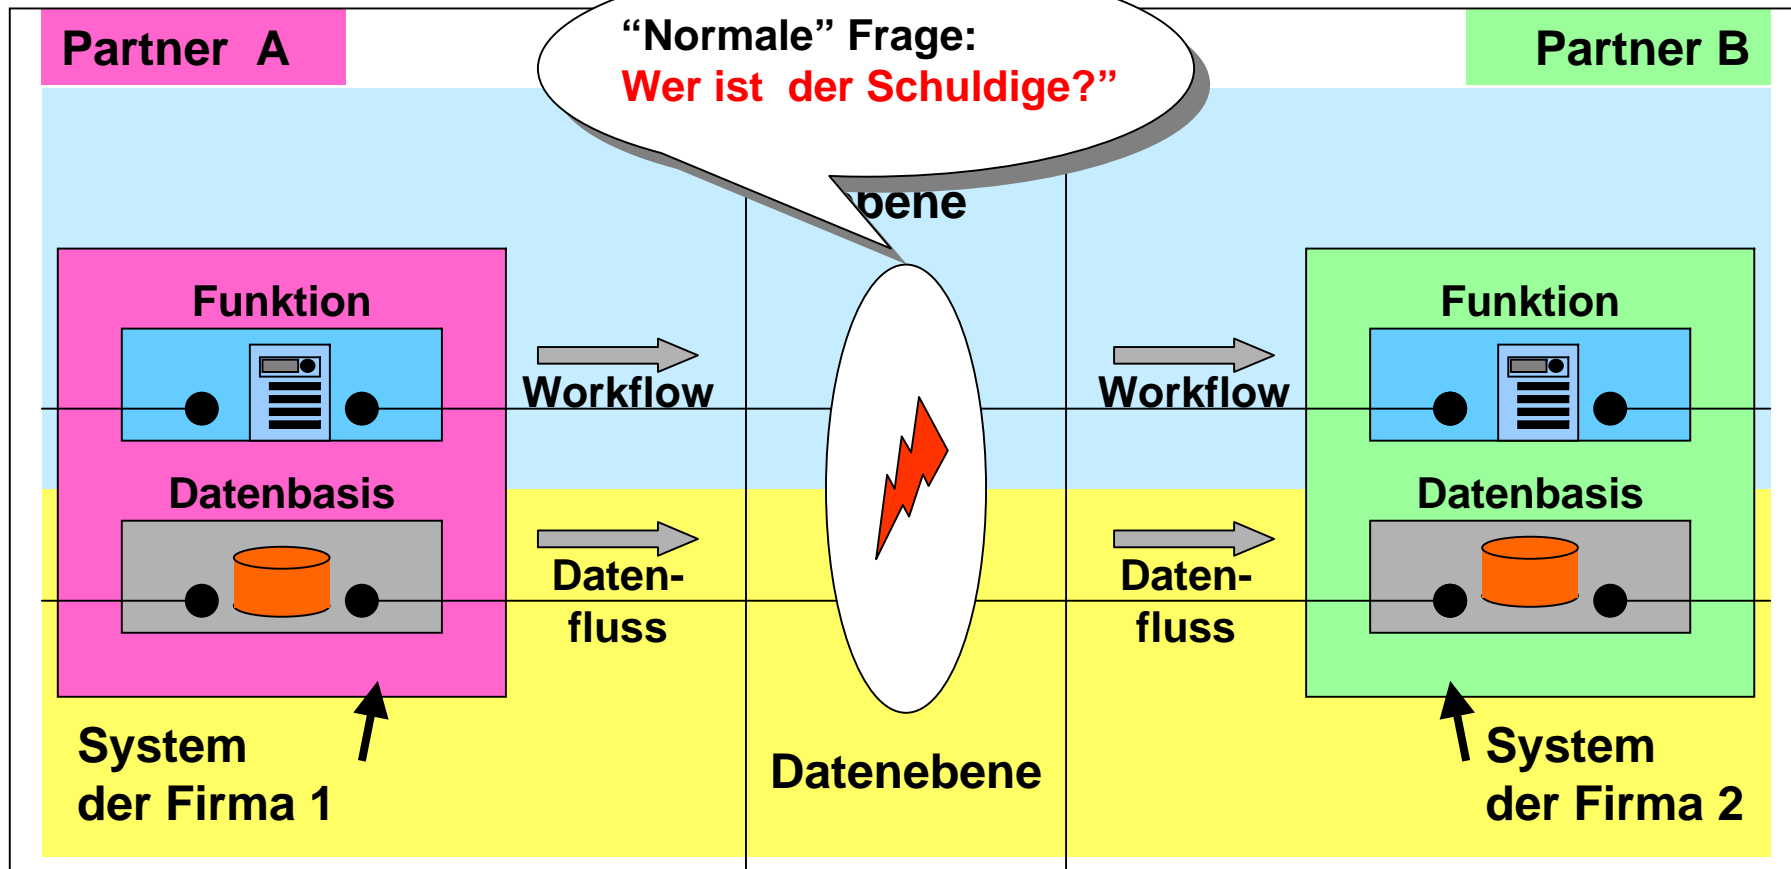 Partner A
“Normale” Frage:
Wer ist der Schuldige?”
Partner B
Funktion
Workflow
Workflow
Funktion
Datenbasis
Daten-
fluss
Daten-
fluss
Datenbasis
System
der Firma 1
Datenebene
System
der Firma 2